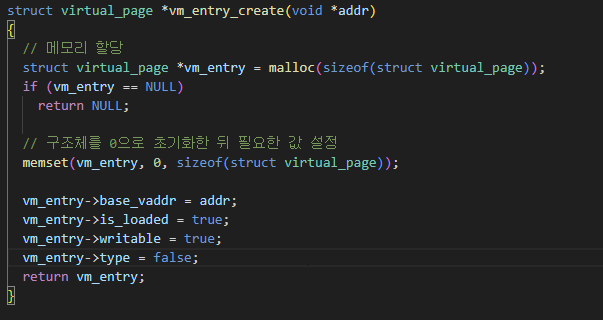 struct virtual_page *vm_entry_create(void *addr)
{
// 메모리 할당
struct virtual_page *vm_entry = malloc(sizeof(struct virtual_page));
if (vm_entry == NULL)
return NULL;
// 구조체를 0으로 초기화한 뒤 필요한 값 설정
memset(vm_entry, 0, sizeof(struct virtual_page));
vm_entry->base_vaddr = addr;
vm_entry->is_loaded = true;
vm_entry->writable = true;
vm_entry->type = false;
return vm_entry;
}